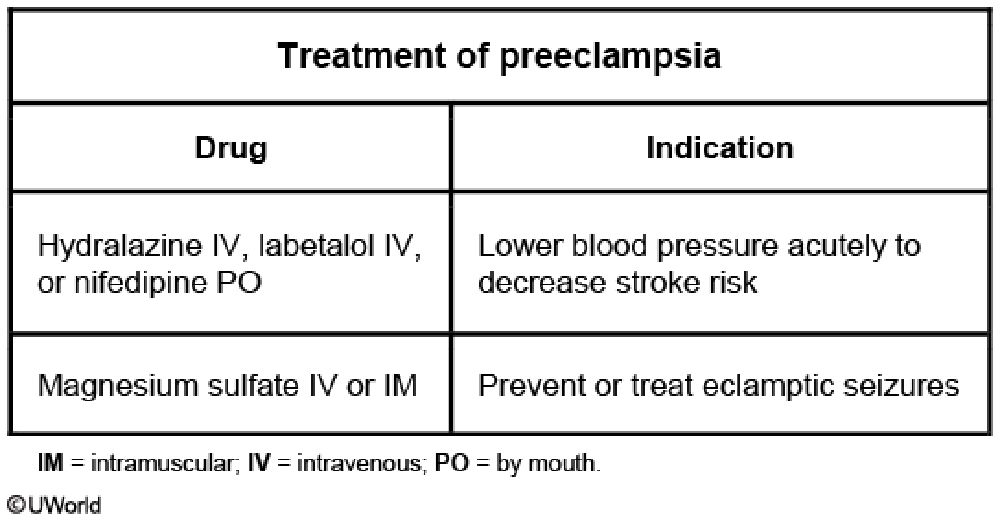 Treatment of preeclampsia
Drug
Indication
Hydralazine IV, labetalol IV,
or nifedipine PO
Lower blood pressure acutely to
decrease stroke risk
Magnesium sulfate IV or IM
Prevent or treat eclamptic seizures
IM = intramuscular; IV = intravenous; PO = by mouth.
©UWorld